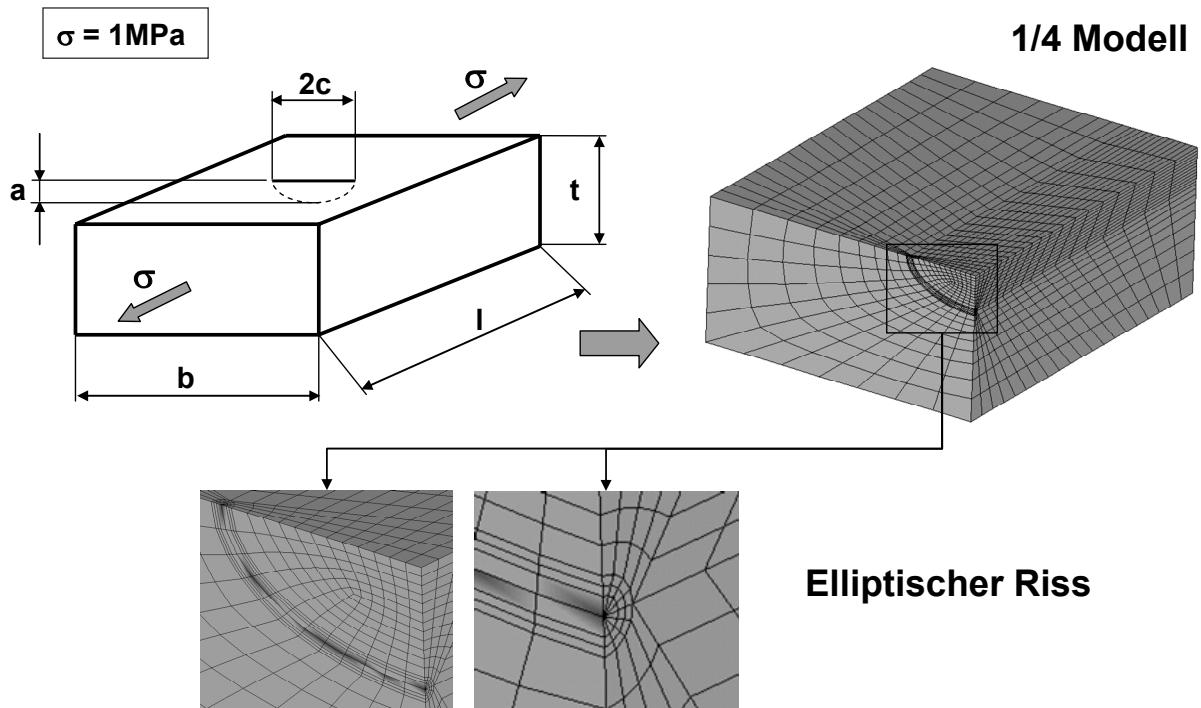 σ = 1MPa
1/4 Modell
σ
2c
a
t
σ
l
b
Elliptischer Riss